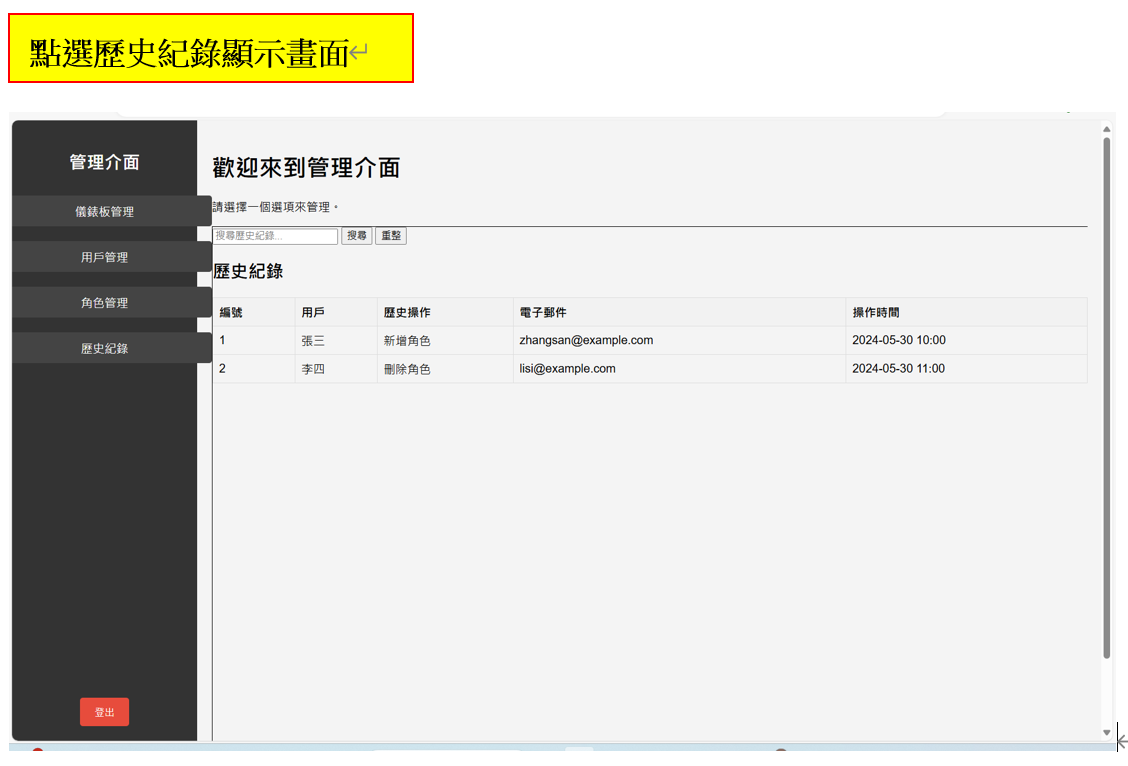 點選歷史紀錄顯示畫面
管理介面
儀錶板管理
用戶管理
角色管理
歷史紀錄
登出
歡迎來到管理介面
請選擇一個選項來管理。
搜尋歷史紀錄... 搜尋 重整
歷史紀錄
編號 用戶 歷史操作 電子郵件 操作時間
1 張三 新增角色 zhangsan@example.com 2024-05-30 10:00
2 李四 刪除角色 lisi@example.com 2024-05-30 11:00